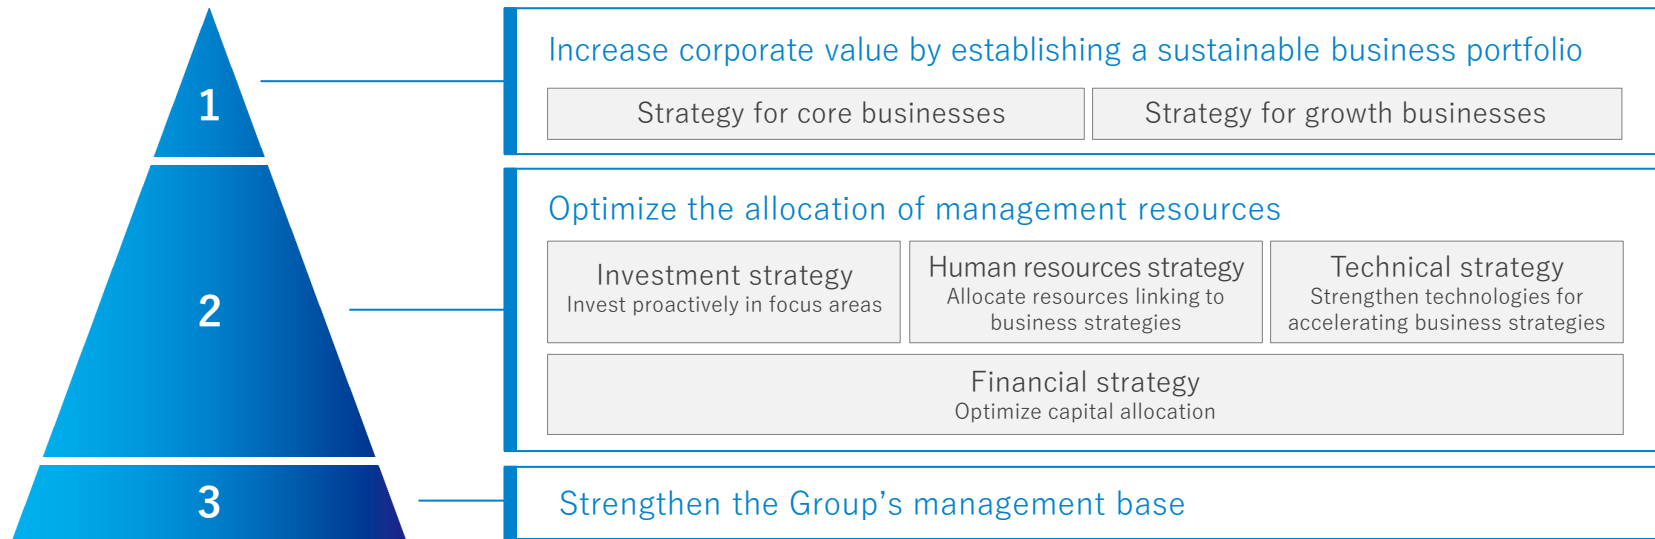 1
Increase corporate value by establishing a sustainable business portfolio
Strategy for core businesses
Strategy for growth businesses
2
Optimize the allocation of management resources
Investment strategy
Invest proactively in focus areas
Human resources strategy
Allocate resources linking to
business strategies
Technical strategy
Strengthen technologies for
accelerating business strategies
Financial strategy
Optimize capital allocation
3
Strengthen the Group’s management base